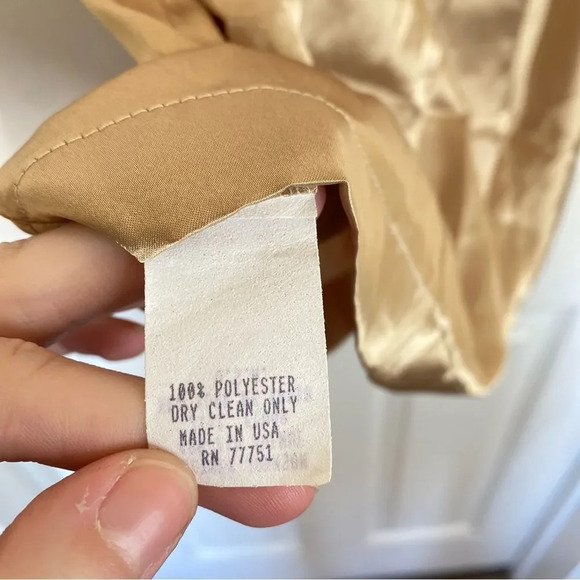 100% POLYESTER
DRY CLEAN ONLY
MADE IN USA
RN 77751